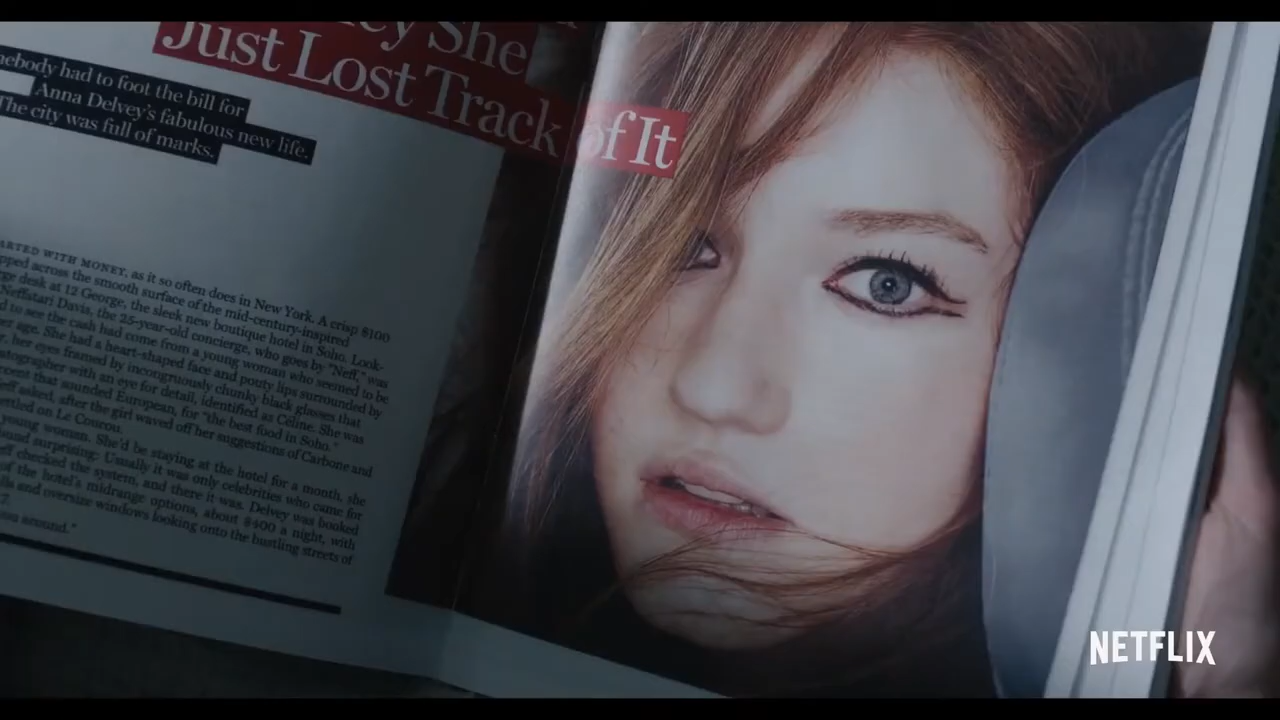 ney She
Just Lost Track of It
mebody had to foot the bill for
Anna Delvey's fabulous new life.
The city was full of marks.
ARTED WITH MONEY, as it so often does in New York. A crisp $100
pped across the smooth surface of the mid-century-inspired
rge desk at 12 George, the sleek new boutique hotel in Soho. Look-
Neffatari Davis, the 25-year-old concierge, who goes by "Neff," was
d to see the cash had come from a young woman who seemed to be
er age. She had a heart-shaped face and pouty lips surrounded by
r, her eyes framed by incongruously chunky black glasses that
atographer with an eye for detail, identified as Céline. She was
ccent that sounded European, for "the best food in Soho."
eff asked, after the girl waved off her suggestions of Carbone and
ettled on Le Coucou.
young woman. She'd be staying at the hotel for a month, she
ound surprising: Usually it was only celebrities who came for
eff checked the system, and there it was. Delvey was booked
of the hotel's midrange options, about $400 a night, with
lls and oversize windows looking onto the bustling streets of
7.
you around."
NETFLIX